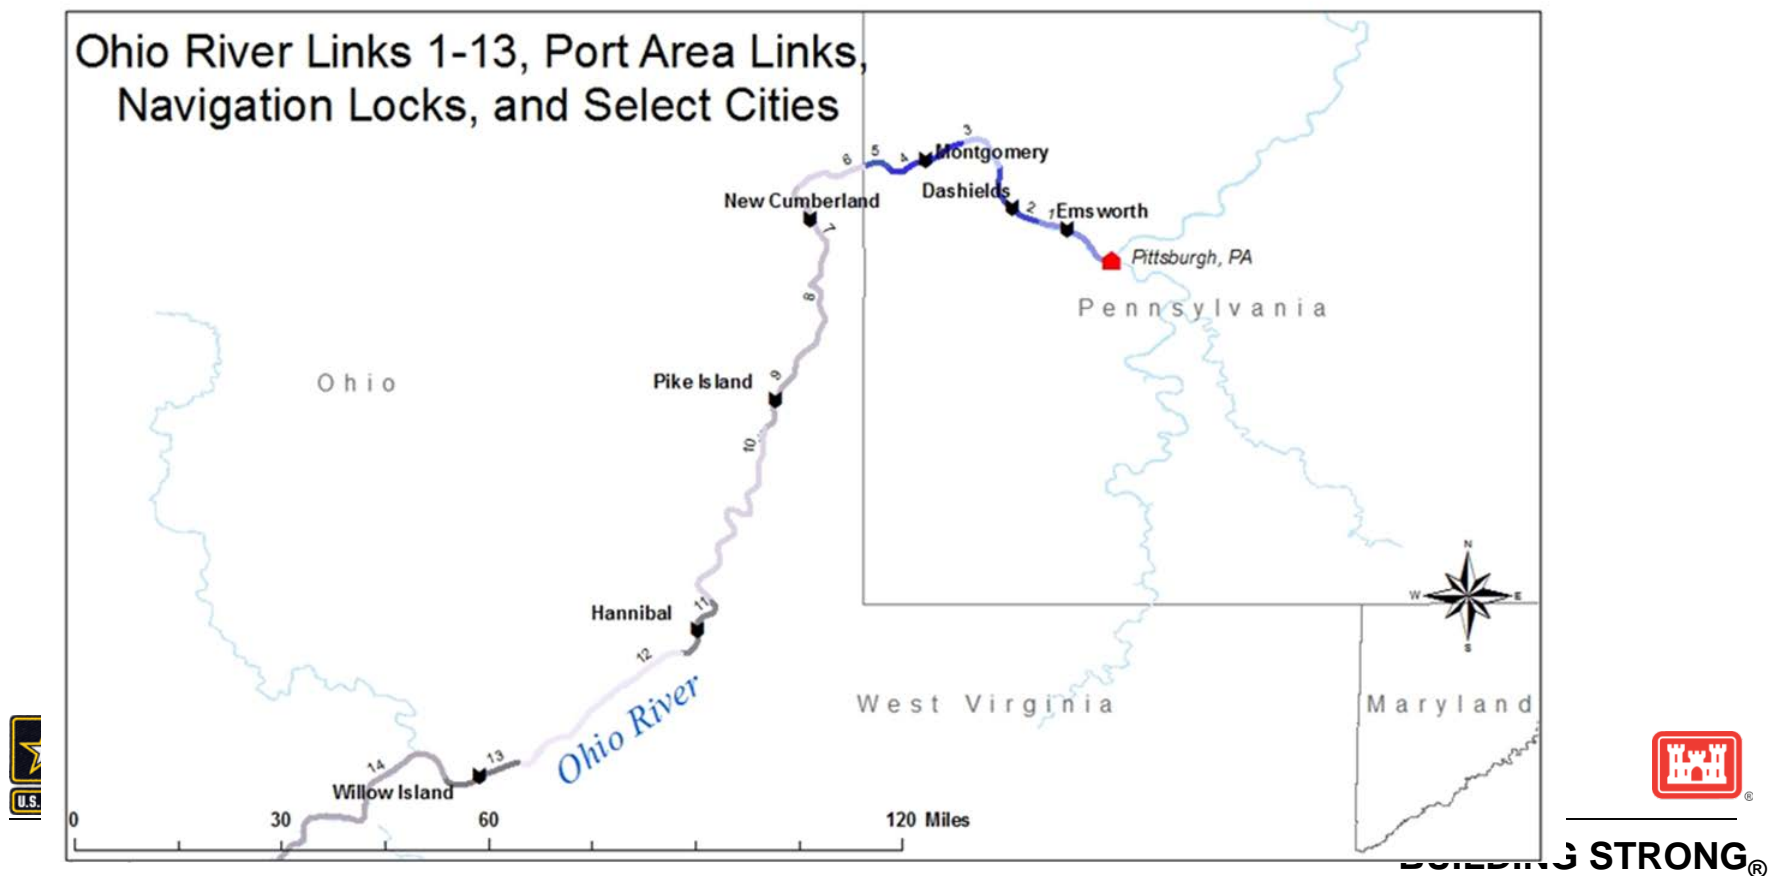 Ohio River Links 1-13, Port Area Links,
Navigation Locks, and Select Cities
3
6 5 4 Montgomery
New Cumberland
Dashields
2 1 Emsworth
7
Pittsburgh, PA
Pennsylvania
8
Ohio
Pike Island 9
10
N
W E
S
Hannibal 11
12
Ohio River
West Virginia
Maryland
14 13
Willow Island
U.S.
®
0 30 60 120 Miles
BUILDING STRONG®